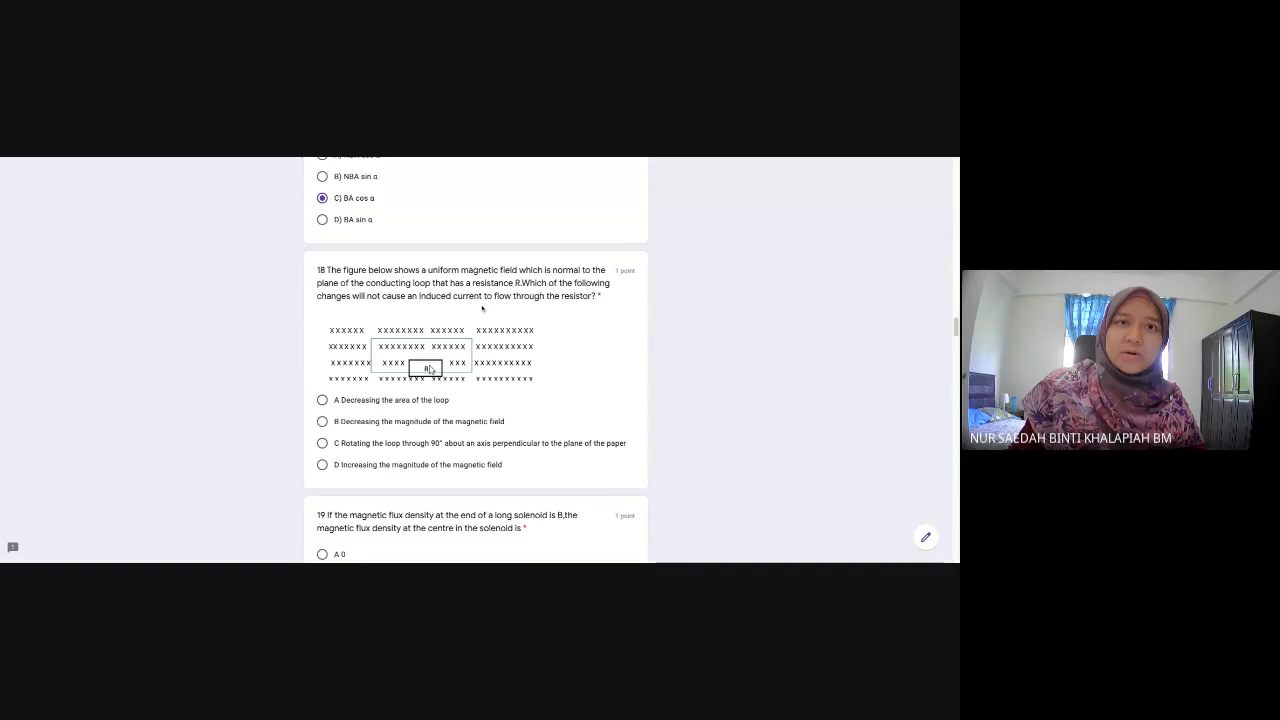 B) NBA sin α
C) BA cos α
D) BA sin α
18 The figure below shows a uniform magnetic field which is normal to the
1 point
plane of the conducting loop that has a resistance R.Which of the following
changes will not cause an induced current to flow through the resistor? *
X X X X X X X X X X X X X X X X X X X X X X X X X X X X X X
X X X X X X X X X X X X X X X X X X X X X X X X X X X X X X X
X X X X X X X X X X X X X X X X X X X X X X X X
R
X X X X X X X X X X X X X X X X X X X X X X X X X X X X X X X
A Decreasing the area of the loop
B Decreasing the magnitude of the magnetic field
C Rotating the loop through 90° about an axis perpendicular to the plane of the paper
D Increasing the magnitude of the magnetic field
19 If the magnetic flux density at the end of a long solenoid is B,the
1 point
magnetic flux density at the centre in the solenoid is *
A 0
NUR SAEDAH BINTI KHALAPIAH BM